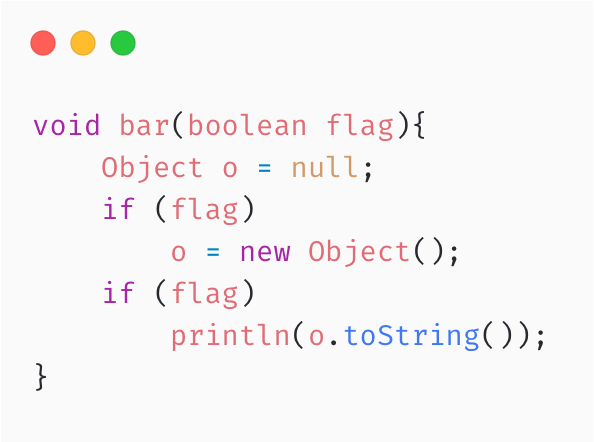 void bar(boolean flag){
    Object o = null;
    if (flag)
        o = new Object();
    if (flag)
        println(o.toString());
}